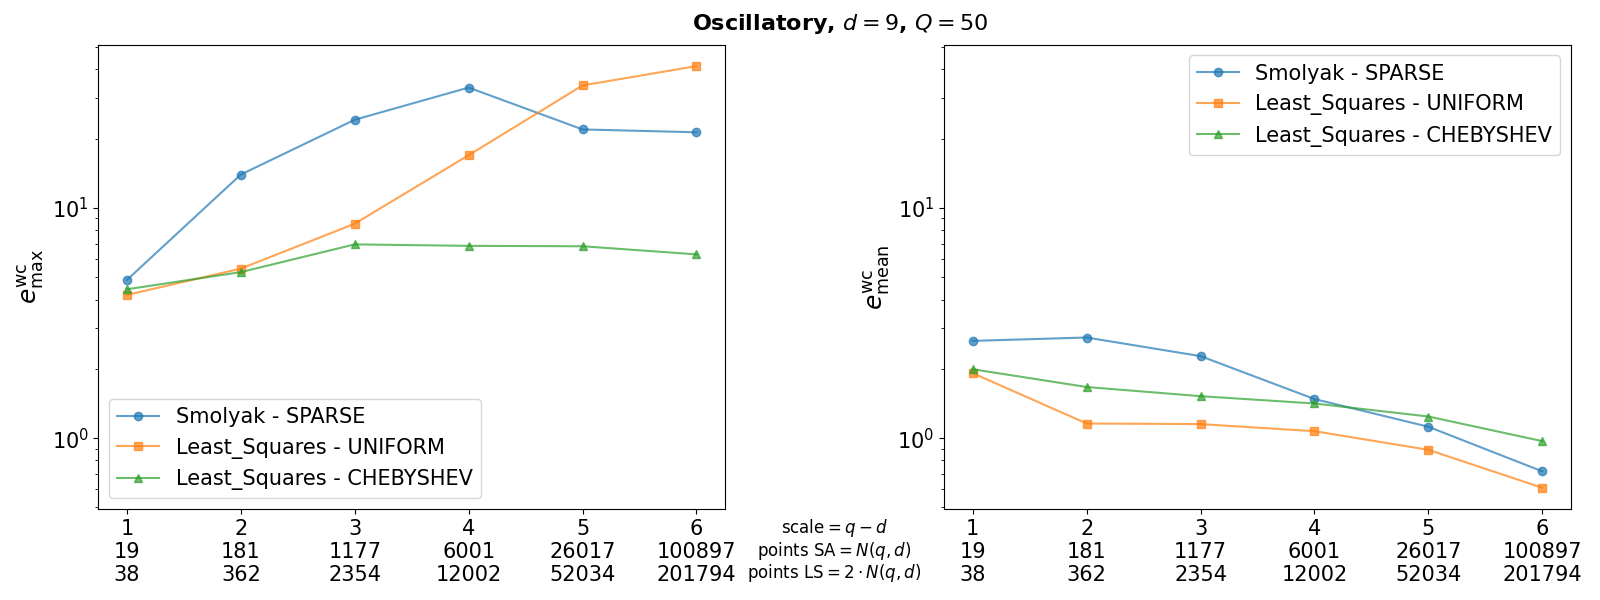 Oscillatory, d = 9, Q = 50
10¹
10⁰
e^wc_max
Smolyak - SPARSE
Least_Squares - UNIFORM
Least_Squares - CHEBYSHEV
1 2 3 4 5 6
19 181 1177 6001 26017 100897
38 362 2354 12002 52034 201794
scale = q − d
points SA = N(q, d)
points LS = 2 · N(q, d)
10¹
10⁰
e^wc_mean
Smolyak - SPARSE
Least_Squares - UNIFORM
Least_Squares - CHEBYSHEV
1 2 3 4 5 6
19 181 1177 6001 26017 100897
38 362 2354 12002 52034 201794